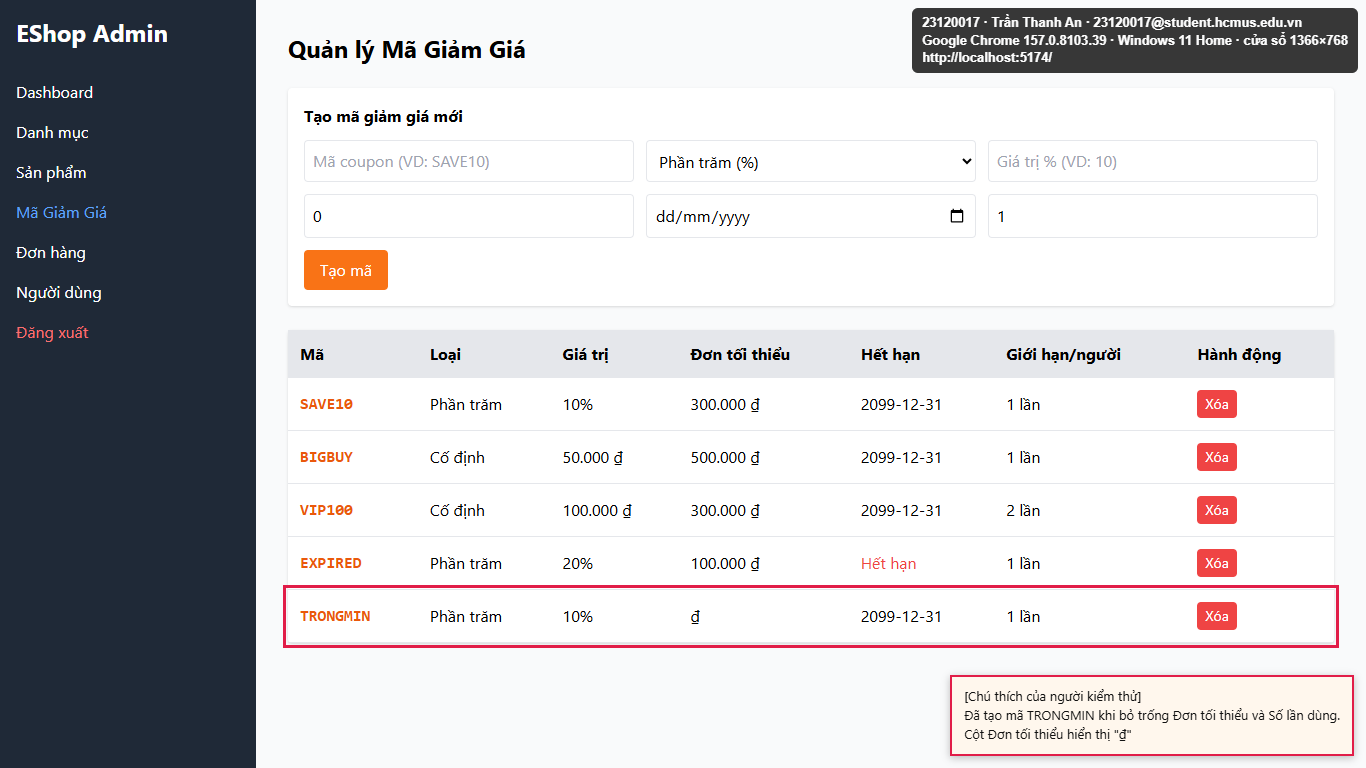 EShop Admin
Dashboard
Danh mục
Sản phẩm
Mã Giảm Giá
Đơn hàng
Người dùng
Đăng xuất
23120017 · Trần Thanh An · 23120017@student.hcmus.edu.vn
Google Chrome 157.0.8103.39 · Windows 11 Home · cửa sổ 1366×768
http://localhost:5174/
Quản lý Mã Giảm Giá
Tạo mã giảm giá mới
Mã coupon (VD: SAVE10) Phần trăm (%) Giá trị % (VD: 10)
0 dd/mm/yyyy 1
Tạo mã
Mã Loại Giá trị Đơn tối thiểu Hết hạn Giới hạn/người Hành động
SAVE10 Phần trăm 10% 300.000 ₫ 2099-12-31 1 lần Xóa
BIGBUY Cố định 50.000 ₫ 500.000 ₫ 2099-12-31 1 lần Xóa
VIP100 Cố định 100.000 ₫ 300.000 ₫ 2099-12-31 2 lần Xóa
EXPIRED Phần trăm 20% 100.000 ₫ Hết hạn 1 lần Xóa
TRONGMIN Phần trăm 10% ₫ 2099-12-31 1 lần Xóa
[Chú thích của người kiểm thử]
Đã tạo mã TRONGMIN khi bỏ trống Đơn tối thiểu và Số lần dùng.
Cột Đơn tối thiểu hiển thị "₫"